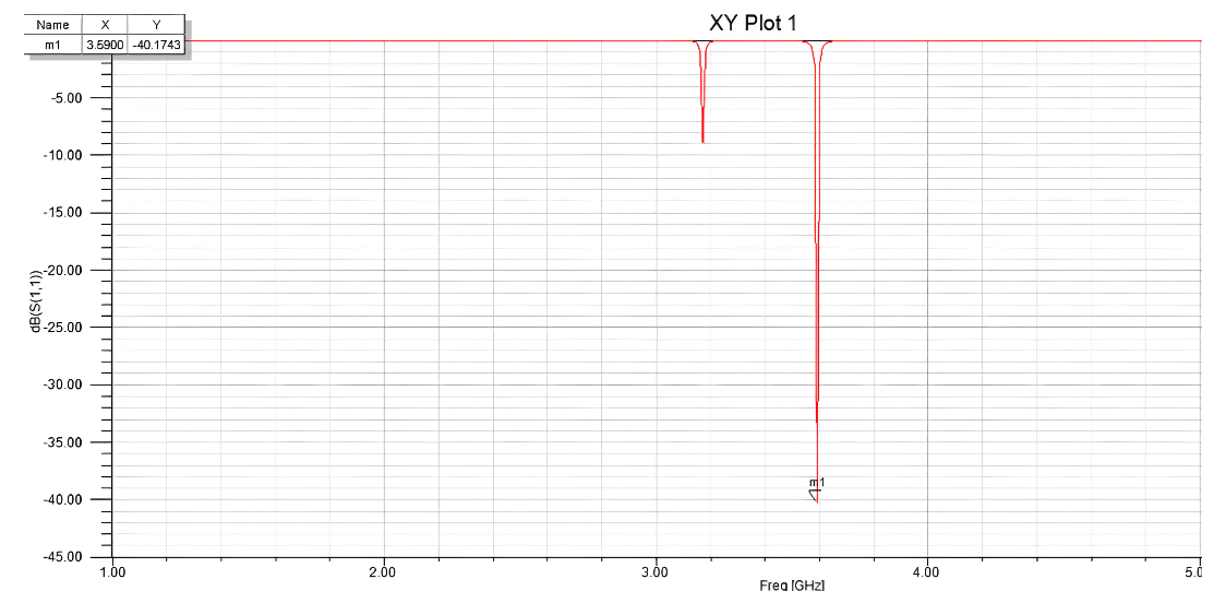 XY Plot 1
Name X Y
m1 3.5900 -40.1743
-5.00
-10.00
-15.00
-20.00
-25.00
-30.00
-35.00
-40.00
-45.00
dB(S(1,1))
m1
1.00 2.00 3.00 4.00 5.0
Freq [GHz]